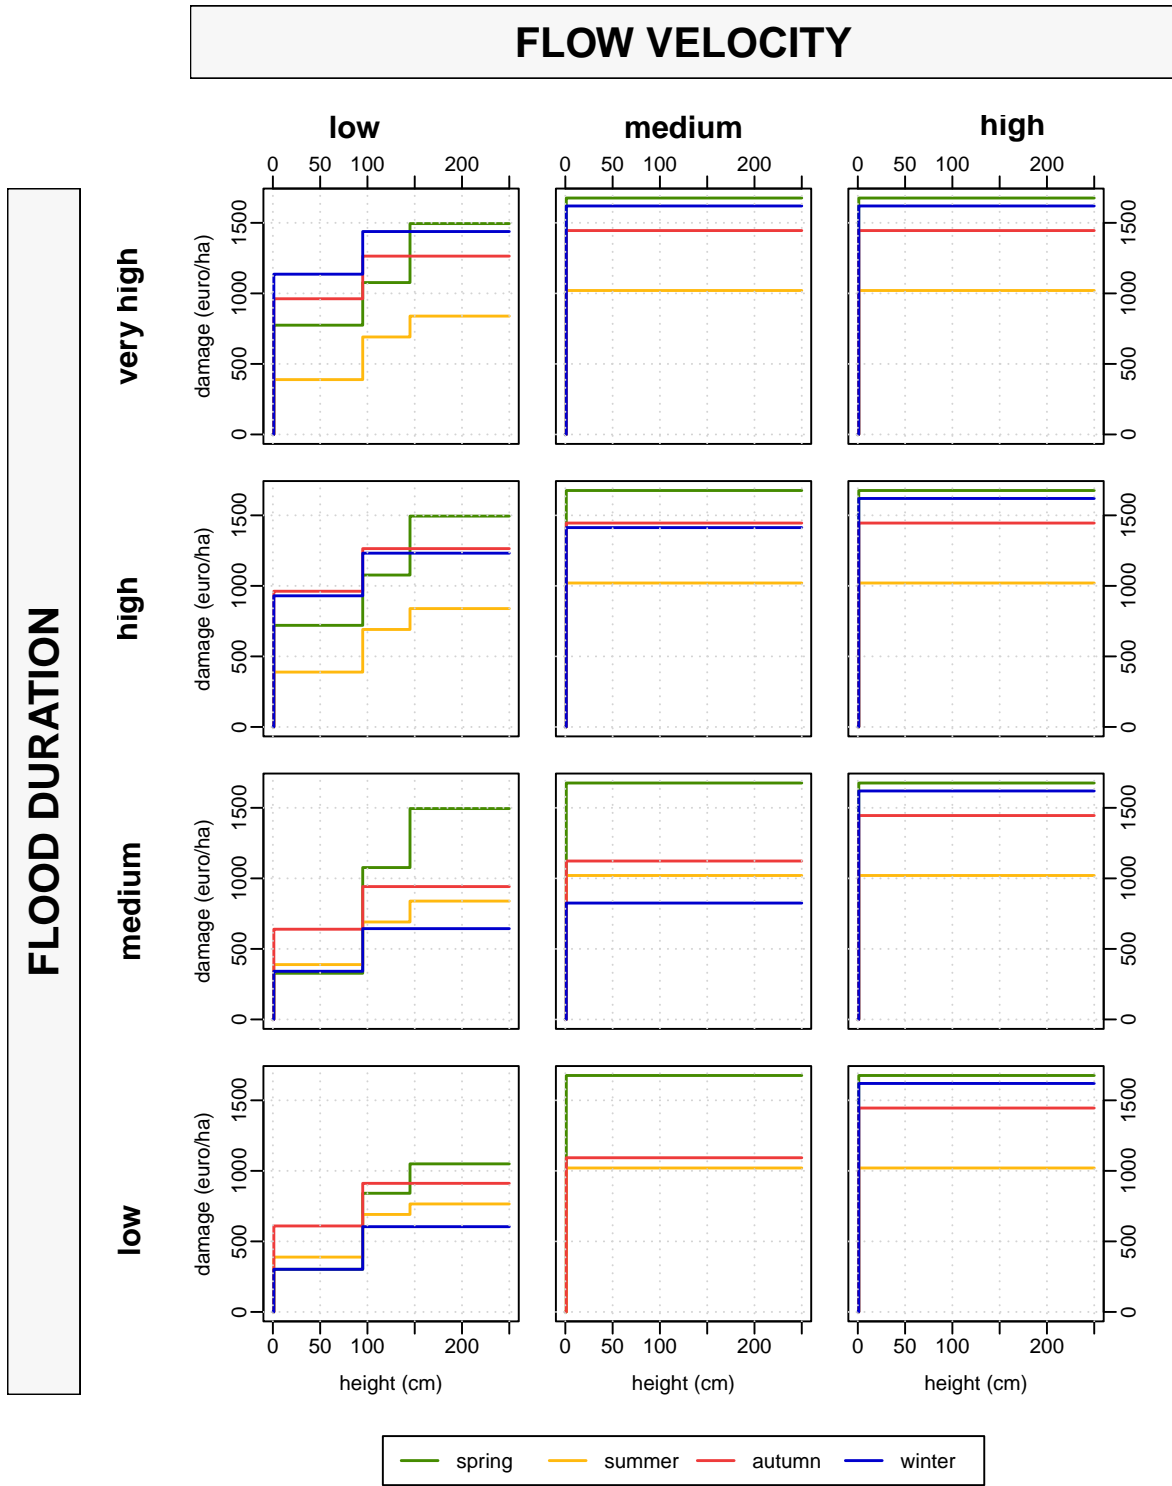 FLOW VELOCITY
low medium high
0 50 100 200 0 50 100 200 0 50 100 200
FLOOD DURATION
very high
damage (euro/ha)
0 500 1000 1500
0 500 1000 1500
high
damage (euro/ha)
0 500 1000 1500
0 500 1000 1500
medium
damage (euro/ha)
0 500 1000 1500
0 500 1000 1500
low
damage (euro/ha)
0 500 1000 1500
0 500 1000 1500
0 50 100 200 0 50 100 200 0 50 100 200
height (cm) height (cm) height (cm)
spring summer autumn winter